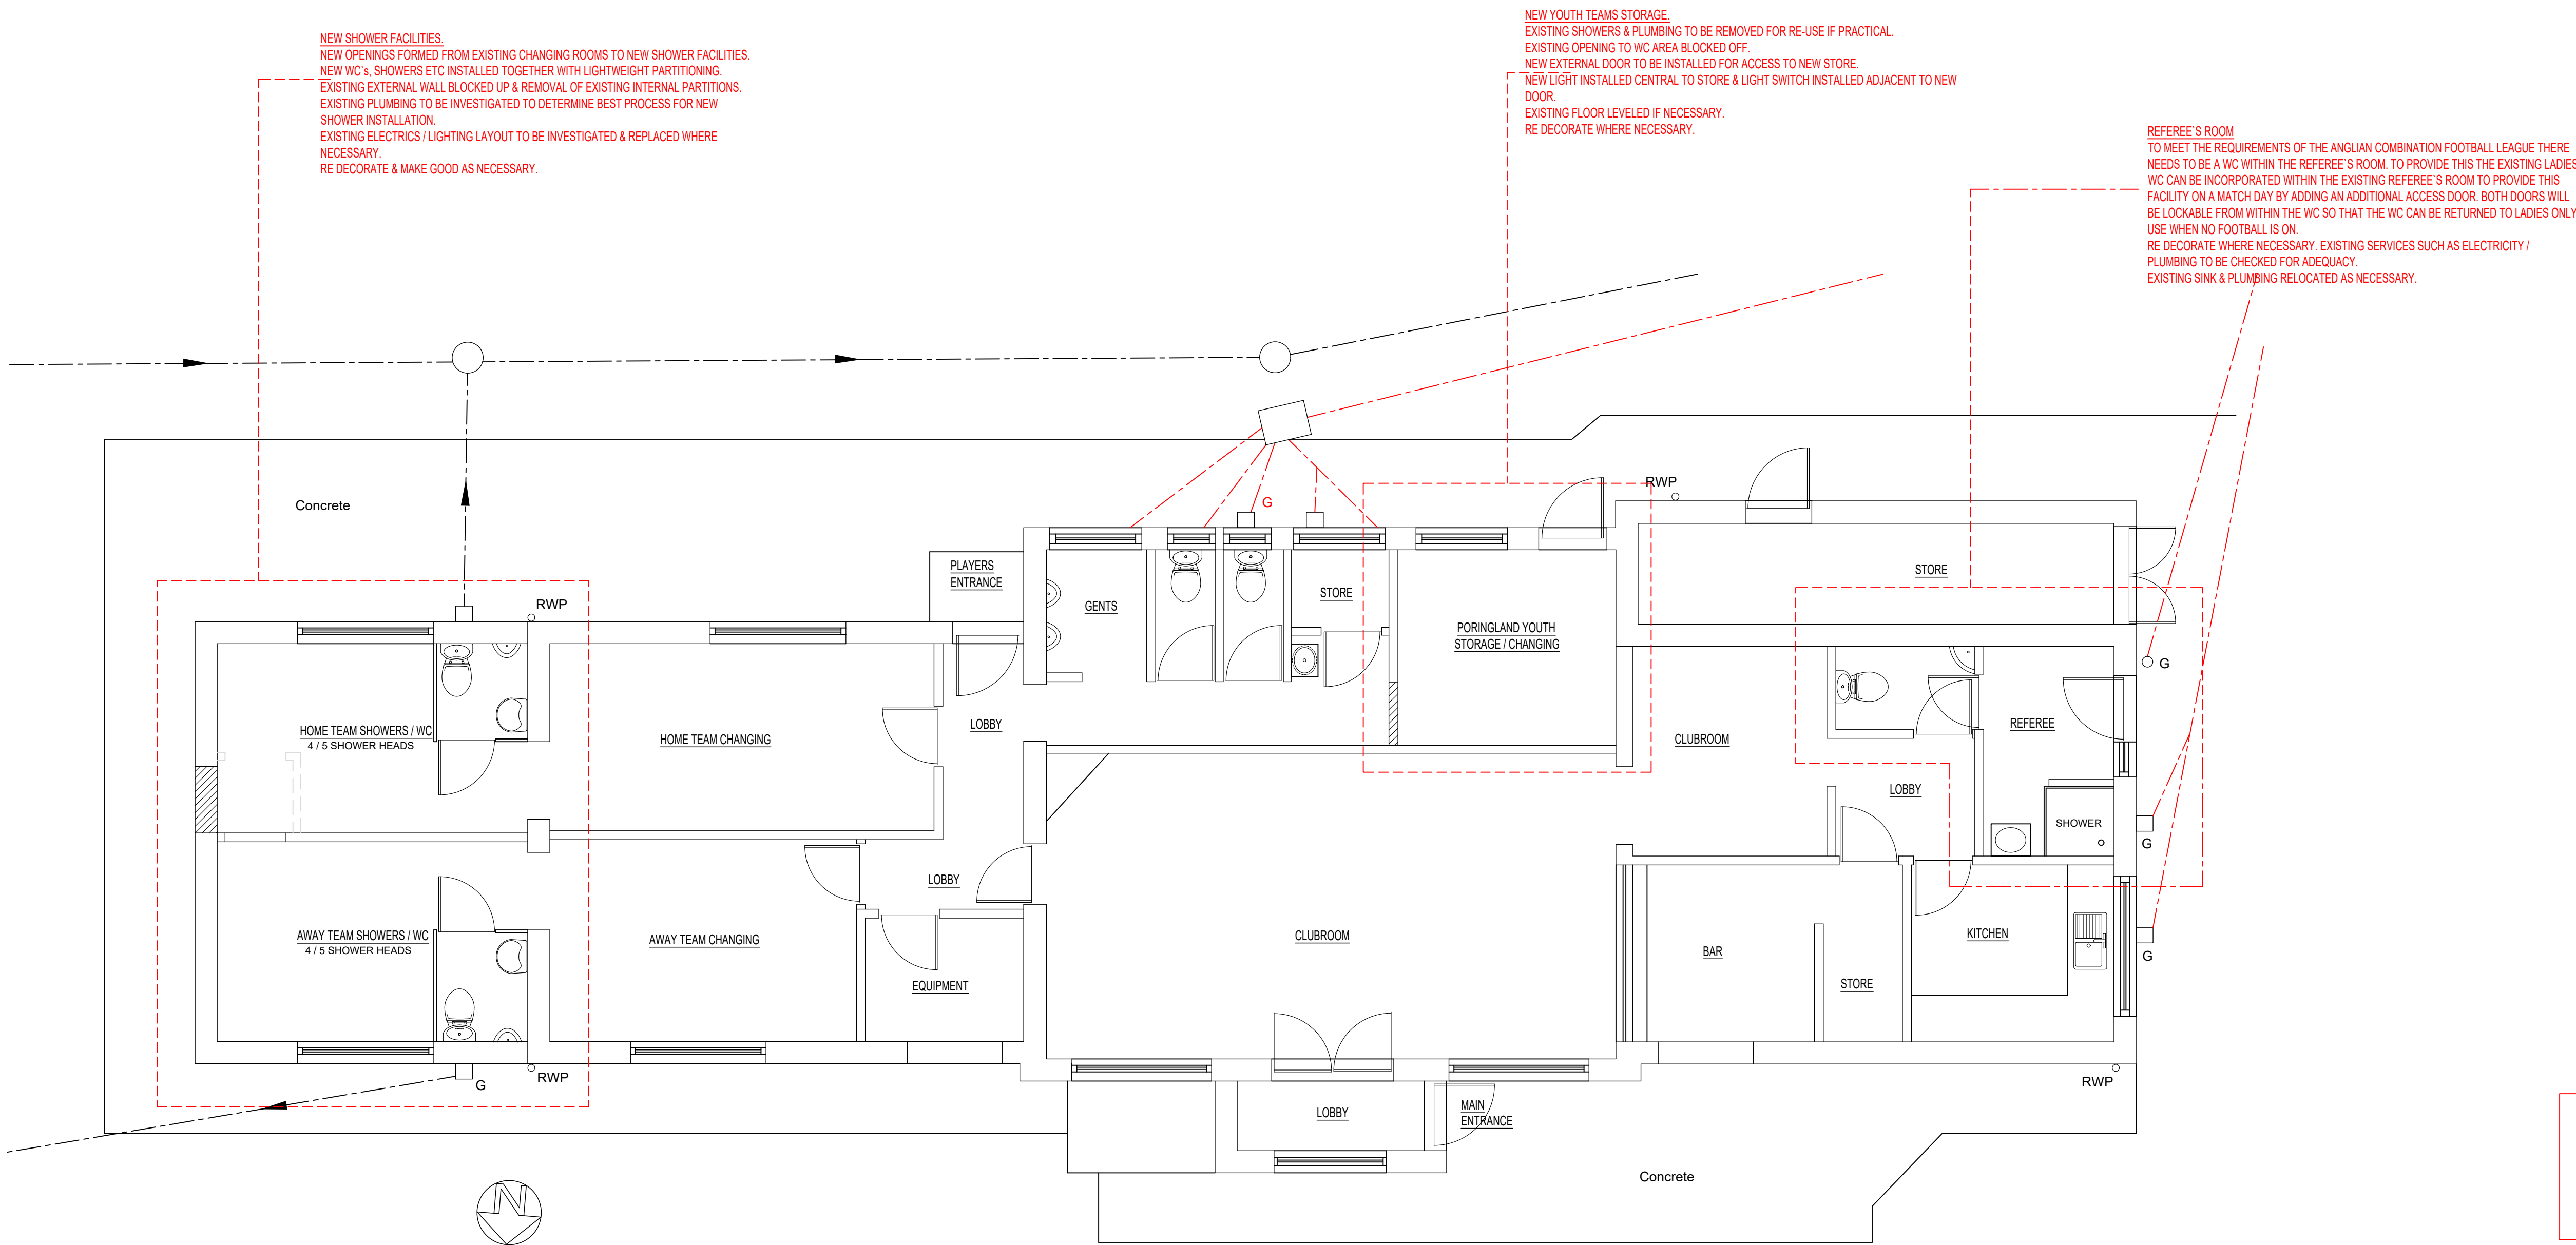 NEW SHOWER FACILITIES.
NEW OPENINGS FORMED FROM EXISTING CHANGING ROOMS TO NEW SHOWER FACILITIES.
NEW WC`s, SHOWERS ETC INSTALLED TOGETHER WITH LIGHTWEIGHT PARTITIONING.
EXISTING EXTERNAL WALL BLOCKED UP & REMOVAL OF EXISTING INTERNAL PARTITIONS.
EXISTING PLUMBING TO BE INVESTIGATED TO DETERMINE BEST PROCESS FOR NEW
SHOWER INSTALLATION.
EXISTING ELECTRICS / LIGHTING LAYOUT TO BE INVESTIGATED & REPLACED WHERE
NECESSARY.
RE DECORATE & MAKE GOOD AS NECESSARY.
NEW YOUTH TEAMS STORAGE.
EXISTING SHOWERS & PLUMBING TO BE REMOVED FOR RE-USE IF PRACTICAL.
EXISTING OPENING TO WC AREA BLOCKED OFF.
NEW EXTERNAL DOOR TO BE INSTALLED FOR ACCESS TO NEW STORE.
NEW LIGHT INSTALLED CENTRAL TO STORE & LIGHT SWITCH INSTALLED ADJACENT TO NEW
DOOR.
EXISTING FLOOR LEVELED IF NECESSARY.
RE DECORATE WHERE NECESSARY.
REFEREE`S ROOM
TO MEET THE REQUIREMENTS OF THE ANGLIAN COMBINATION FOOTBALL LEAGUE THERE
NEEDS TO BE A WC WITHIN THE REFEREE`S ROOM. TO PROVIDE THIS THE EXISTING LADIES
WC CAN BE INCORPORATED WITHIN THE EXISTING REFEREE`S ROOM TO PROVIDE THIS
FACILITY ON A MATCH DAY BY ADDING AN ADDITIONAL ACCESS DOOR. BOTH DOORS WILL
BE LOCKABLE FROM WITHIN THE WC SO THAT THE WC CAN BE RETURNED TO LADIES ONLY
USE WHEN NO FOOTBALL IS ON.
RE DECORATE WHERE NECESSARY. EXISTING SERVICES SUCH AS ELECTRICITY /
PLUMBING TO BE CHECKED FOR ADEQUACY.
EXISTING SINK & PLUMBING RELOCATED AS NECESSARY.
Concrete
G
RWP
PLAYERS
ENTRANCE
STORE
STORE
RWP
GENTS
PORINGLAND YOUTH
STORAGE / CHANGING
G
HOME TEAM SHOWERS / WC
4 / 5 SHOWER HEADS
HOME TEAM CHANGING
LOBBY
CLUBROOM
REFEREE
LOBBY
SHOWER
G
LOBBY
AWAY TEAM SHOWERS / WC
4 / 5 SHOWER HEADS
AWAY TEAM CHANGING
EQUIPMENT
CLUBROOM
BAR
STORE
KITCHEN
G
G
RWP
RWP
LOBBY
MAIN
ENTRANCE
Concrete
N